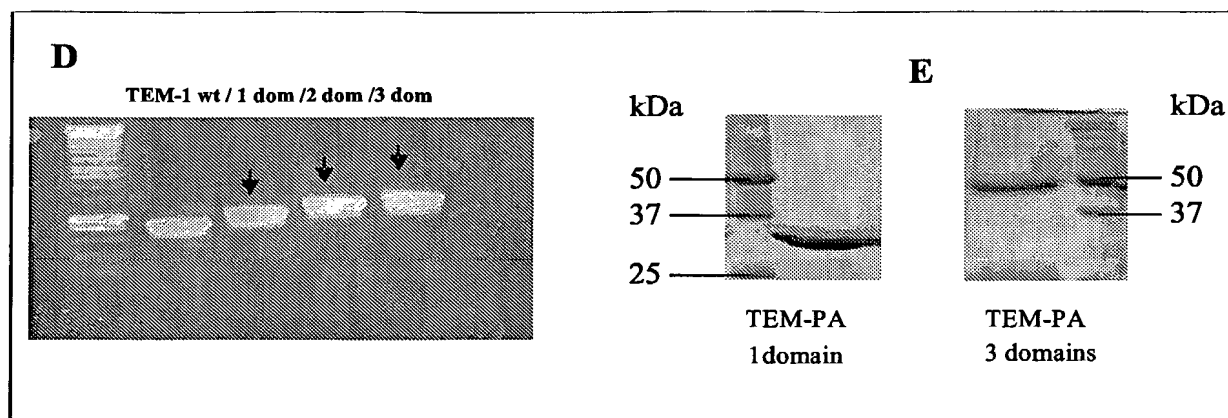 D
TEM-1 wt / 1 dom /2 dom /3 dom
kDa
50
37
25
TEM-PA
1domain
E
kDa
50
37
TEM-PA
3 domains